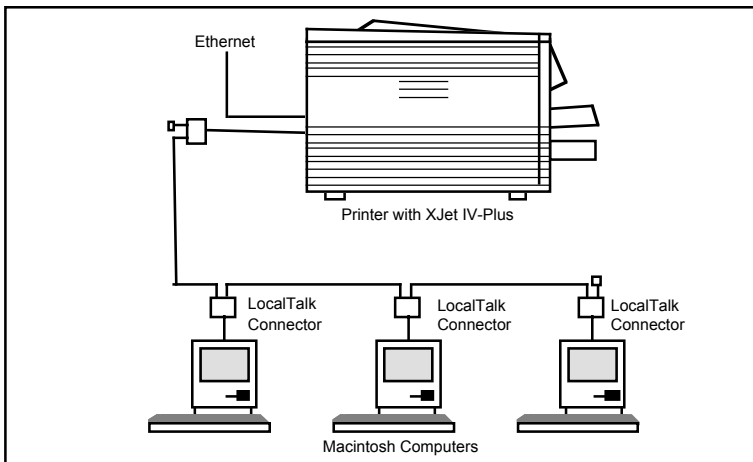 Ethernet
Printer with XJet IV-Plus
LocalTalk
Connector
LocalTalk
Connector
LocalTalk
Connector
Macintosh Computers